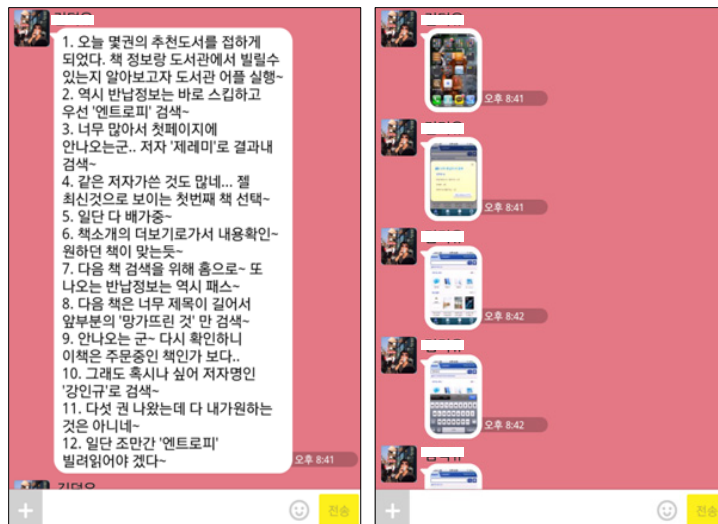 1. 오늘 몇권의 추천도서를 접하게
되었다. 책 정보랑 도서관에서 빌릴수
있는지 알아보고자 도서관 어플 실행~
2. 역시 반납정보는 바로 스킵하고
우선 '엔트로피' 검색~
3. 너무 많아서 첫페이지에
안나오는군.. 저자 '제레미'로 결과내
검색~
4. 같은 저자가쓴 것도 많네... 젤
최신것으로 보이는 첫번째 책 선택~
5. 일단 다 배가중~
6. 책소개의 더보기로가서 내용확인~
원하던 책이 맞는듯~
7. 다음 책 검색을 위해 홈으로~ 또
나오는 반납정보는 역시 패스~
8. 다음 책은 너무 제목이 길어서
앞부분의 '망가뜨린 것' 만 검색~
9. 안나오는 군~ 다시 확인하니
이책은 주문중인 책인가 보다..
10. 그래도 혹시나 싶어 저자명인
'강인규'로 검색~
11. 다섯 권 나왔는데 다 내가원하는
것은 아니네~
12. 일단 조만간 '엔트로피'
빌려읽어야 겠다~
오후 8:41
전송
오후 8:41
오후 8:41
오후 8:42
오후 8:42
전송